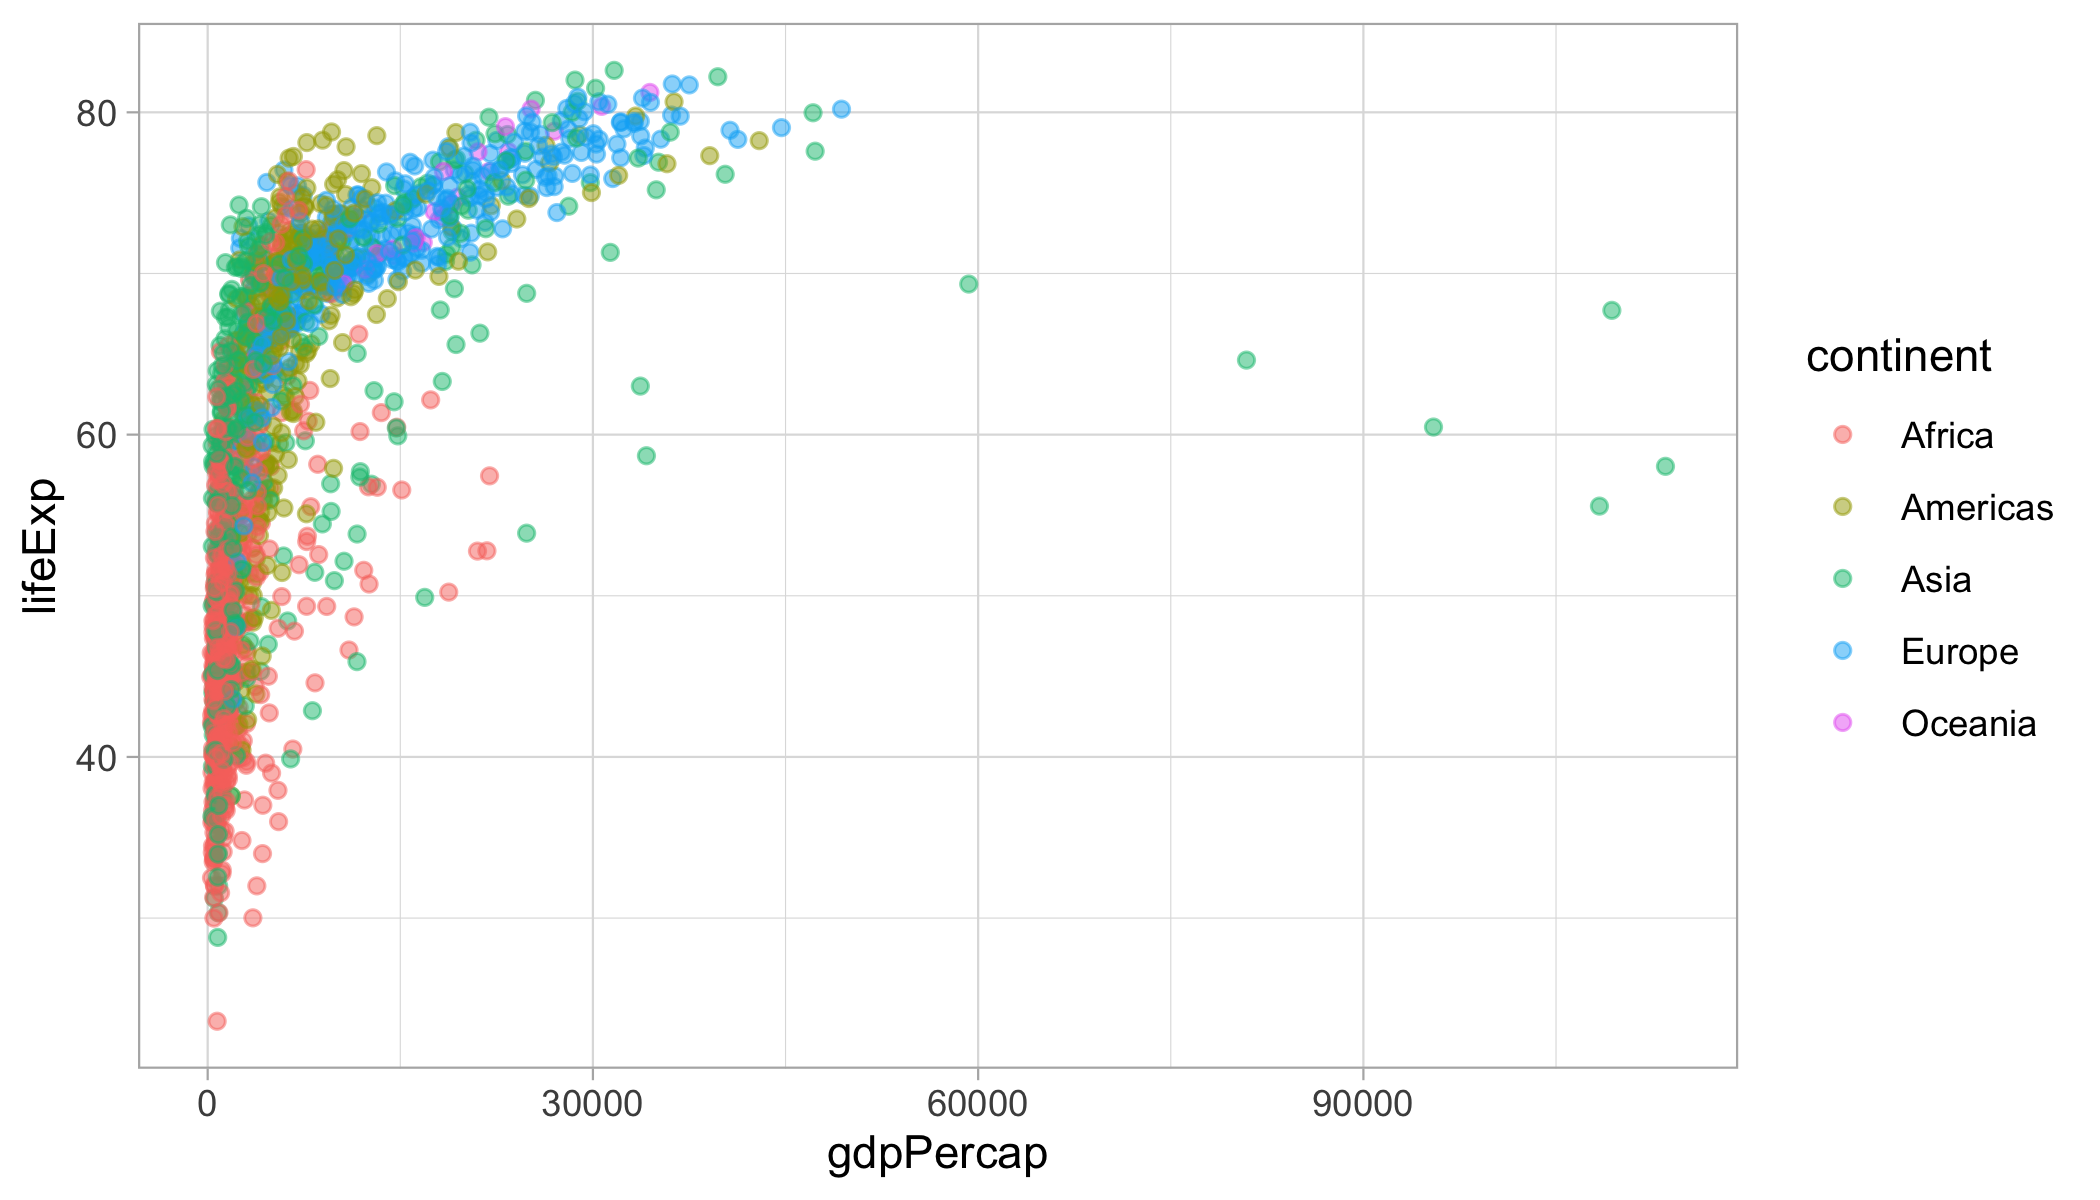 80
60
40
lifeExp
0 30000 60000 90000
gdpPercap
continent
Africa
Americas
Asia
Europe
Oceania